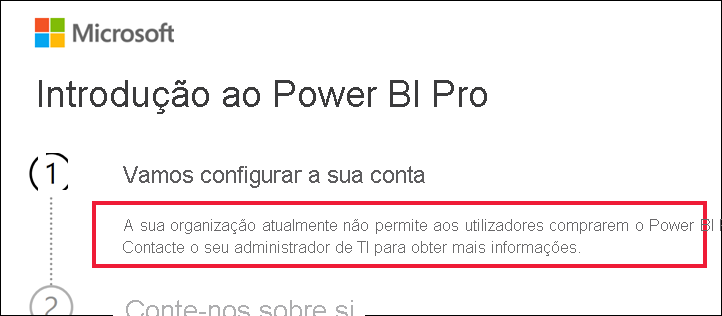 Microsoft
Introdução ao Power BI Pro
1
Vamos configurar a sua conta
A sua organização atualmente não permite aos utilizadores comprarem o Power BI
Contacte o seu administrador de TI para obter mais informações.
2
Conte-nos sobre si